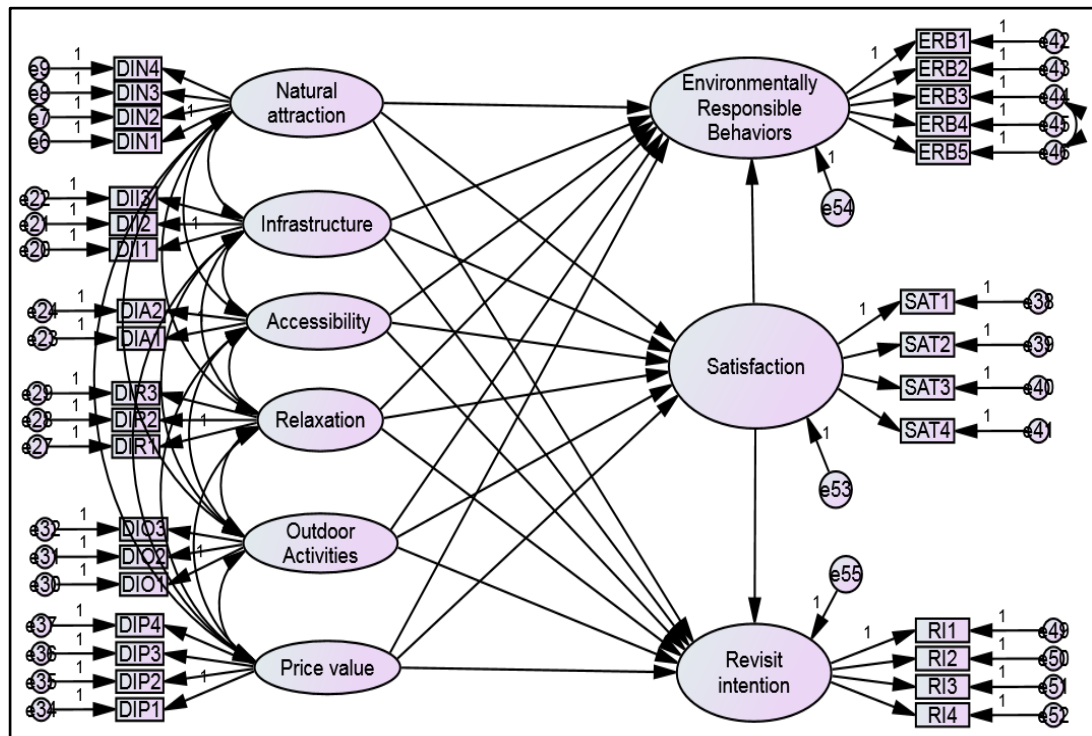 e9 1 DIN4
e8 1 DIN3
e7 1 DIN2 1
e6 1 DIN1
Natural
attraction
e22 1 DII3
e21 1 DII2 1
e20 1 DII1
Infrastructure
e24 1 DIA2
e23 1 DIA1
Accessibility
e29 1 DIR3
e28 1 DIR2 1
e27 1 DIR1
Relaxation
e32 1 DIO3
e31 1 DIO2 1
e30 1 DIO1
Outdoor
Activities
e37 1 DIP4
e36 1 DIP3
e35 1 DIP2 1
e34 1 DIP1
Price value
Environmentally
Responsible
Behaviors
1 ERB1 1 e42
ERB2 1 e43
ERB3 1 e44
ERB4 1 e45
ERB5 1 e46
1
e54
Satisfaction
1 SAT1 1 e38
SAT2 1 e39
SAT3 1 e40
SAT4 1 e41
1
e53
e55
1
Revisit
intention
1 RI1 1 e49
RI2 1 e50
RI3 1 e51
RI4 1 e52